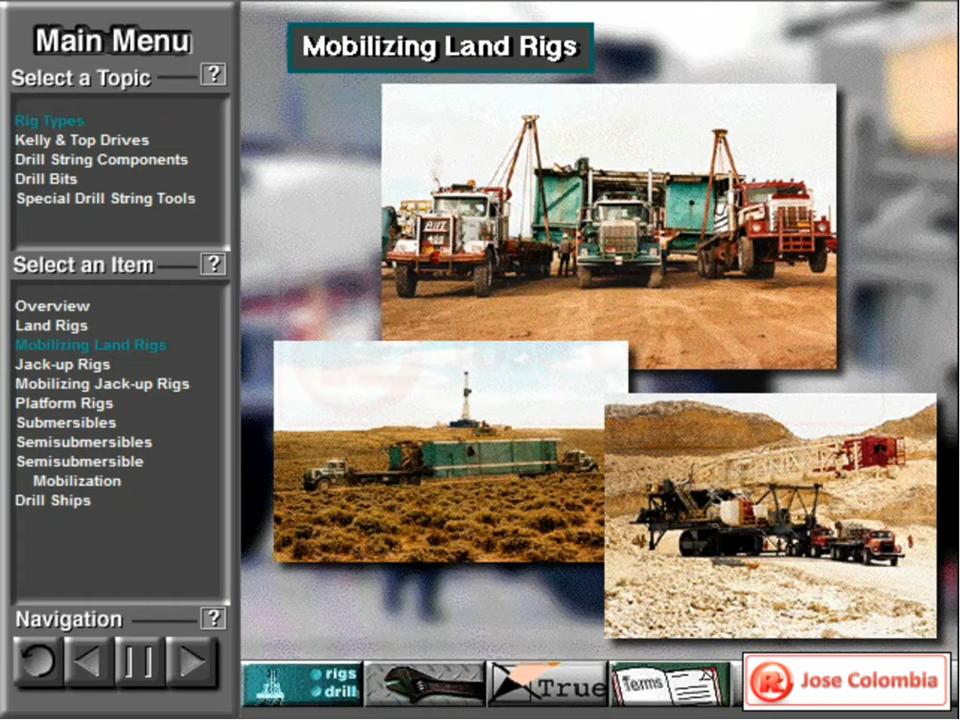 Main Menu
Select a Topic ?
Rig Types
Kelly & Top Drives
Drill String Components
Drill Bits
Special Drill String Tools
Select an Item ?
Overview
Land Rigs
Mobilizing Land Rigs
Jack-up Rigs
Mobilizing Jack-up Rigs
Platform Rigs
Submersibles
Semisubmersibles
Semisubmersible
Mobilization
Drill Ships
Navigation ?
Mobilizing Land Rigs
rigs
drill
True
Terms
R Jose Colombia